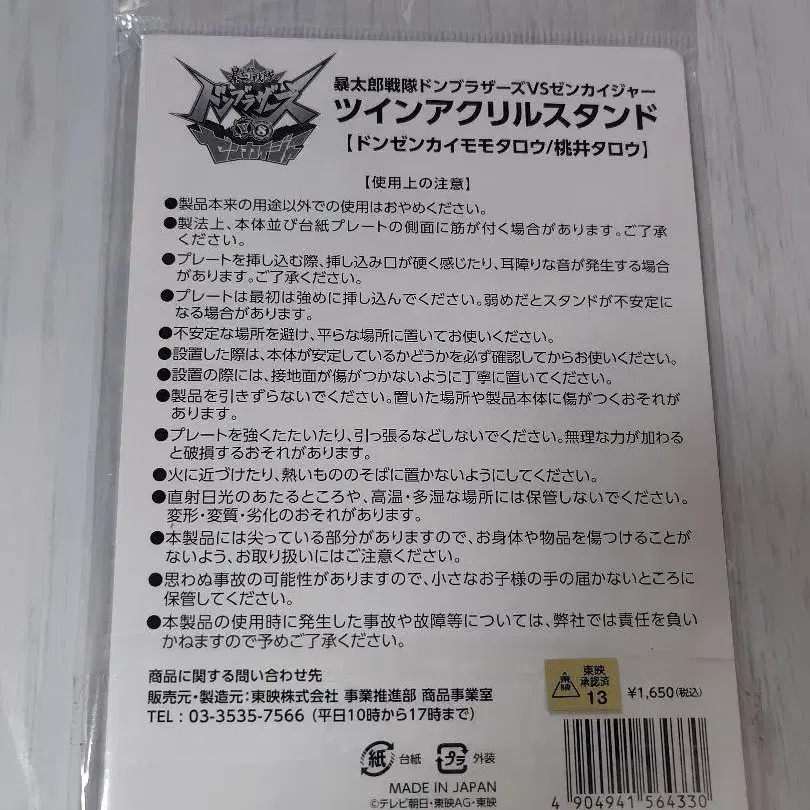 暴太郎戦隊
ドンブラザーズ
VS
ゼンカイジャー
暴太郎戦隊ドンブラザーズVSゼンカイジャー
ツインアクリルスタンド
【ドンゼンカイモモタロウ/桃井タロウ】
【使用上の注意】
●製品本来の用途以外での使用はおやめください。
●製法上、本体並び台紙プレートの側面に筋が付く場合があります。ご了承
ください。
●プレートを挿し込む際、挿し込み口が硬く感じたり、耳障りな音が発生する場合
があります。ご了承ください。
●プレートは最初は強めに挿し込んでください。弱めだとスタンドが不安定に
なる場合があります。
●不安定な場所を避け、平らな場所に置いてお使いください。
●設置した際は、本体が安定しているかどうかを必ず確認してからお使いください。
●設置の際には、接地面が傷がつかないように丁寧に置いてください。
●製品を引きずらないでください。置いた場所や製品本体に傷がつくおそれが
あります。
●プレートを強くたたいたり、引っ張るなどしないでください。無理な力が加わる
と破損するおそれがあります。
●火に近づけたり、熱いもののそばに置かないようにしてください。
●直射日光のあたるところや、高温・多湿な場所には保管しないでください。
変形・変質・劣化のおそれがあります。
●本製品には尖っている部分がありますので、お身体や物品を傷つけることが
ないよう、お取り扱いにはご注意ください。
●思わぬ事故の可能性がありますので、小さなお子様の手の届かないところに
保管してください。
●本製品の使用時に発生した事故や故障等については、弊社では責任を負い
かねますので予めご了承ください。
商品に関する問い合わせ先
販売元・製造元:東映株式会社 事業推進部 商品事業室
TEL:03-3535-7566(平日10時から17時まで)
東映
東映
承認済
13
¥1,650(税込)
紙 台紙 プラ 外装
MADE IN JAPAN
©テレビ朝日・東映AG・東映
4 904941 564330